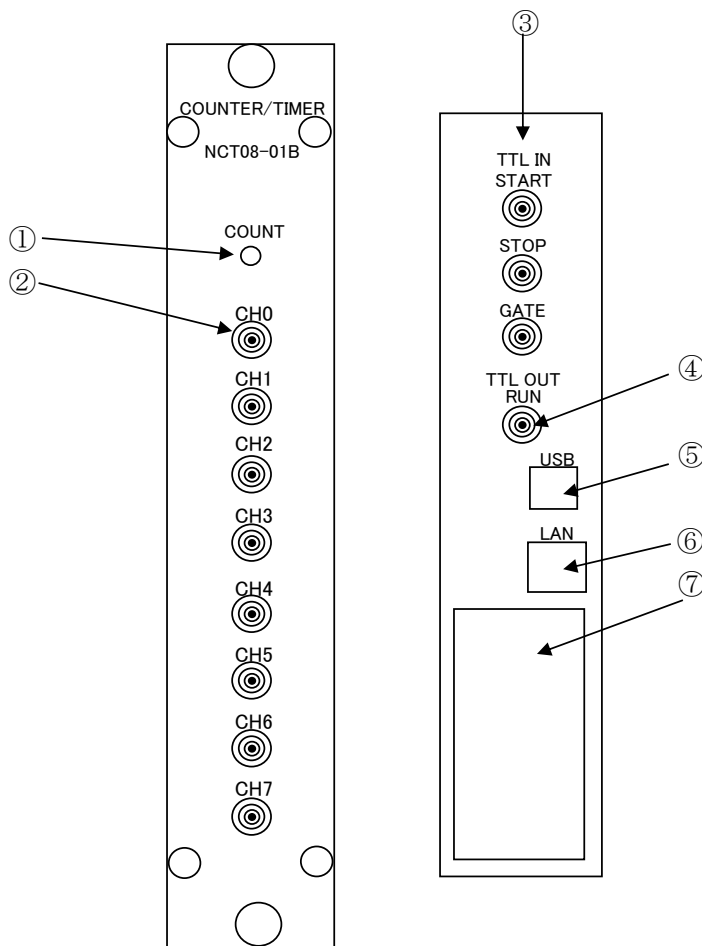 COUNTER/TIMER
NCT08-01B
COUNT
①
②
CH0
CH1
CH2
CH3
CH4
CH5
CH6
CH7
③
TTL IN
START
STOP
GATE
TTL OUT
RUN
④
USB
⑤
LAN
⑥
⑦